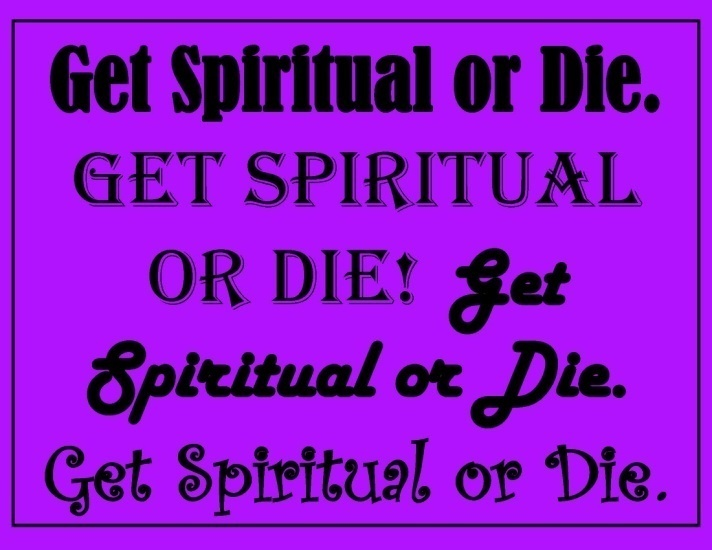 Get Spiritual or Die.
GET SPIRITUAL
OR DIE! Get
Spiritual or Die.
Get Spiritual or Die.